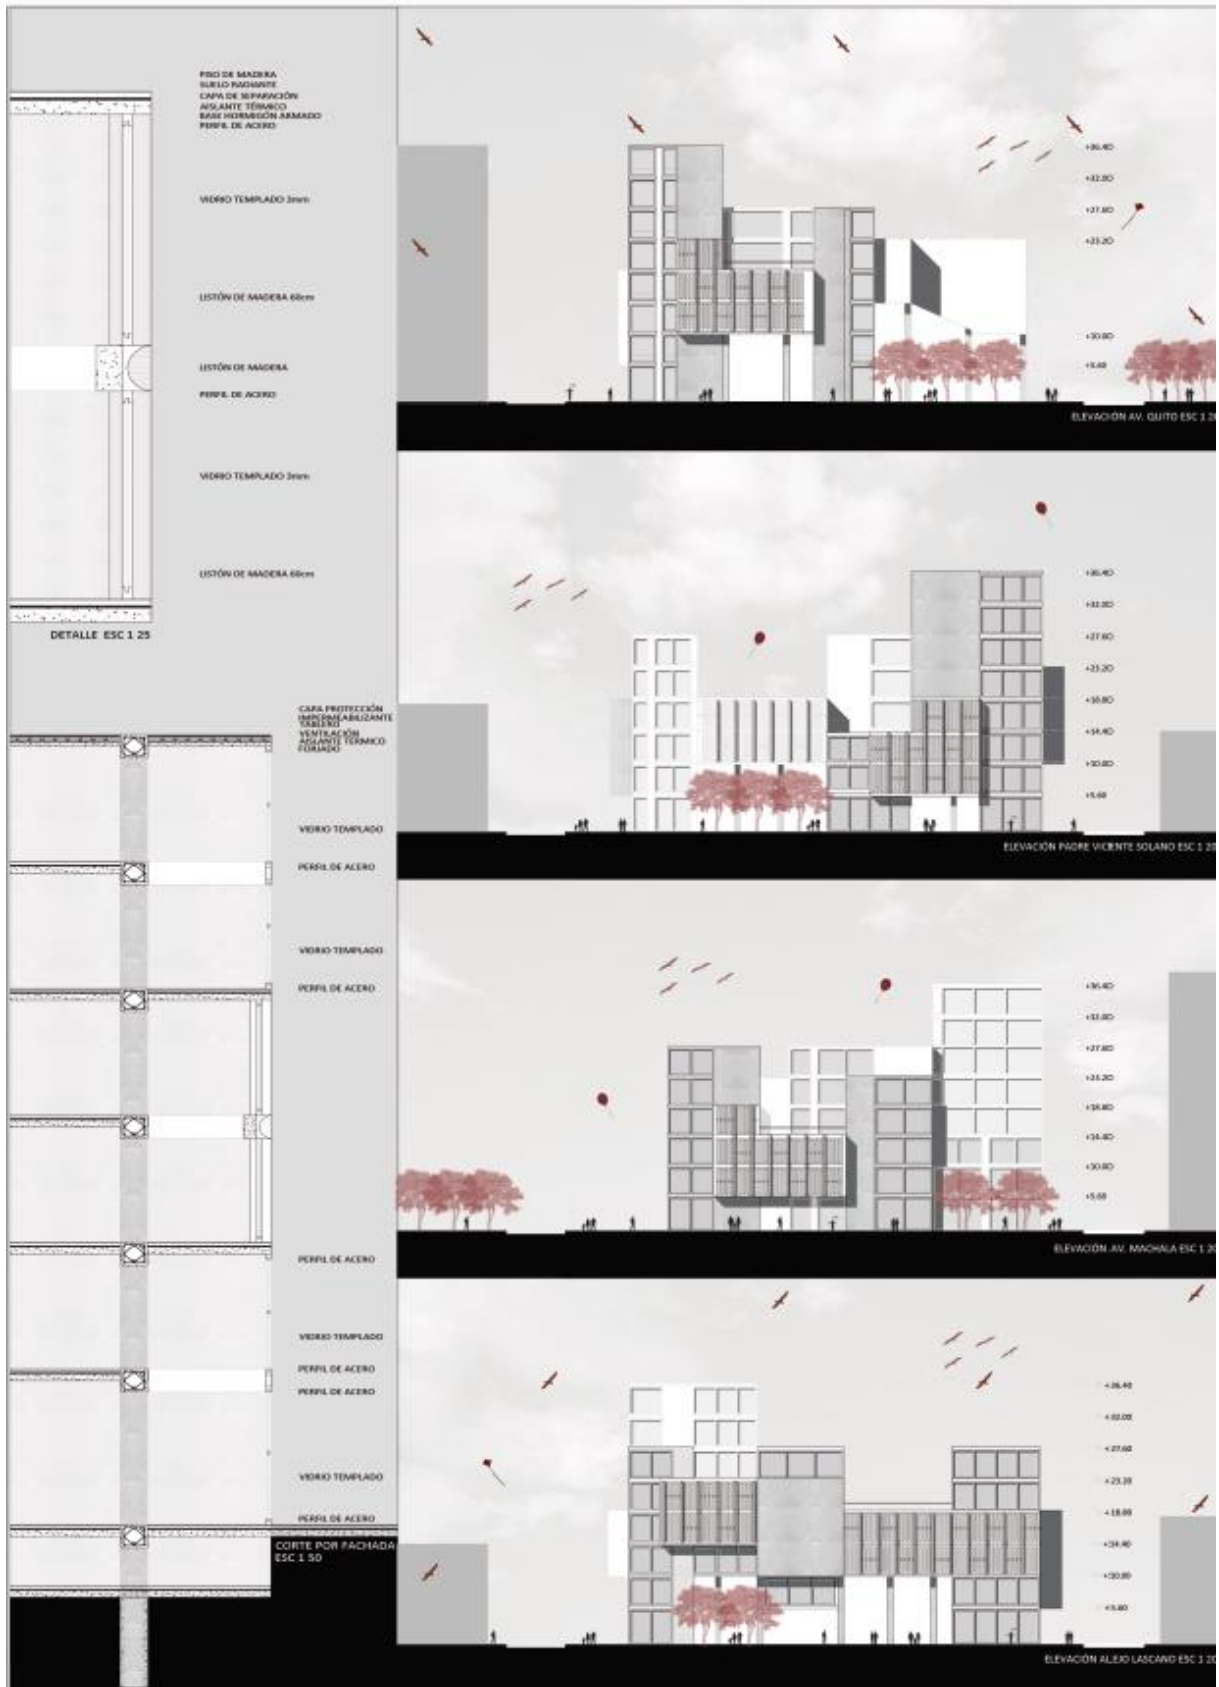 PISO DE MADERA
SUELO RADIANTE
CAPA DE SEPARACIÓN
AISLANTE TÉRMICO
BASE HORMIGÓN ARMADO
PERFIL DE ACERO
VIDRIO TEMPLADO 3mm
LISTÓN DE MADERA 60cm
LISTÓN DE MADERA
PERFIL DE ACERO
VIDRIO TEMPLADO 3mm
LISTÓN DE MADERA 60cm
DETALLE ESC 1 25
CAPA PROTECCIÓN
IMPERMEABILIZANTE
TABLERO
VENTILACIÓN
AISLANTE TERMICO
FORJADO
VIDRIO TEMPLADO
PERFIL DE ACERO
VIDRIO TEMPLADO
PERFIL DE ACERO
PERFIL DE ACERO
VIDRIO TEMPLADO
PERFIL DE ACERO
PERFIL DE ACERO
VIDRIO TEMPLADO
PERFIL DE ACERO
CORTE POR FACHADA
ESC 1 50
+36.40
+32.00
+27.60
+23.20
+10.00
+5.60
ELEVACIÓN AV. QUITO ESC 1 20
+36.40
+32.00
+27.60
+23.20
+18.80
+14.40
+10.00
+5.60
ELEVACIÓN PADRE VICENTE SOLANO ESC 1 20
+36.40
+32.00
+27.60
+23.20
+18.80
+14.40
+10.00
+5.60
ELEVACIÓN AV. MACHALA ESC 1 20
+36.40
+32.00
+27.60
+23.20
+18.80
+14.40
+10.00
+5.60
ELEVACIÓN ALEJO LASCANO ESC 1 20